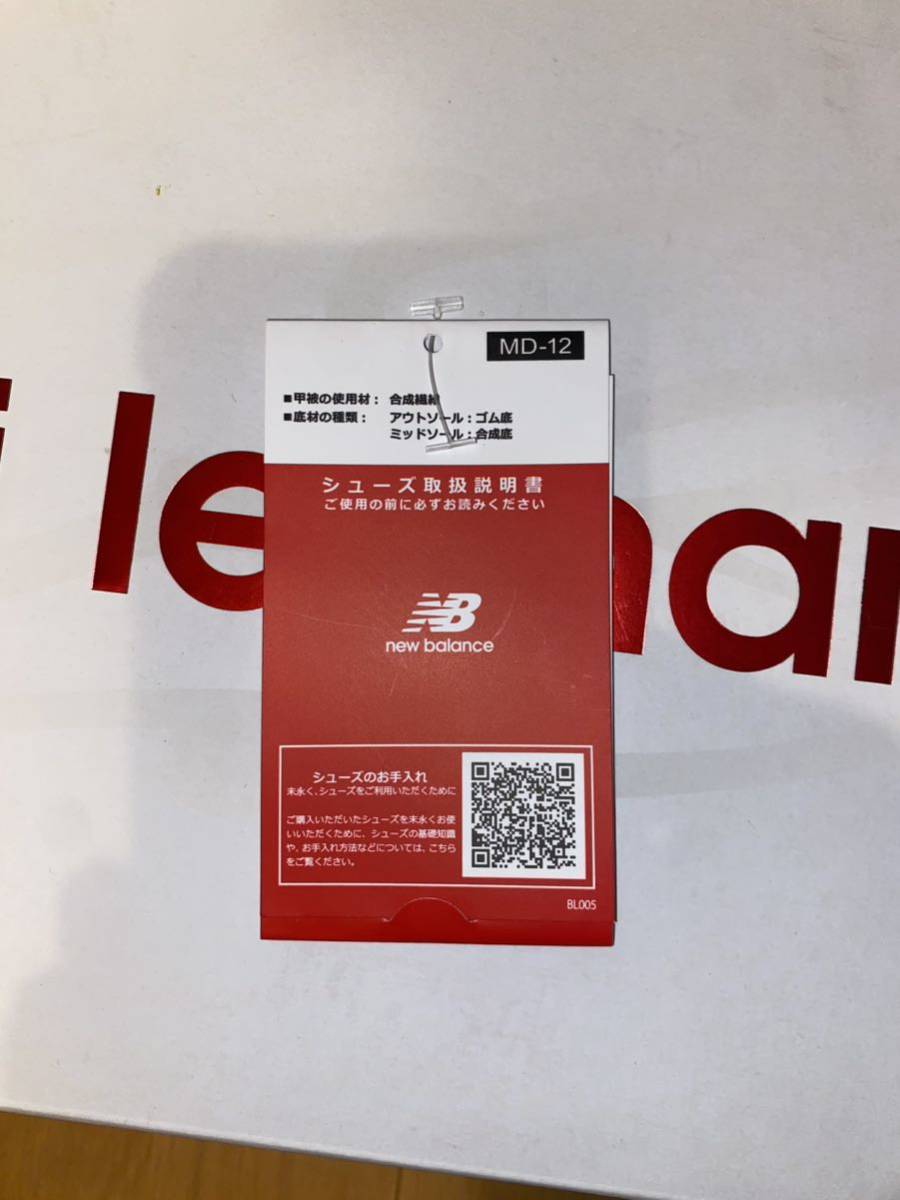 MD-12
■甲被の使用材： 合成繊維
■底材の種類： アウトソール：ゴム底
ミッドソール：合成底
シューズ取扱説明書
ご使用の前に必ずお読みください
NB
new balance
シューズのお手入れ
末永く、シューズをご利用いただくために
ご購入いただいたシューズを末永くお使
いいただくために、シューズの基礎知識
や、お手入れ方法などについては、こちら
をご覧ください。
BL005